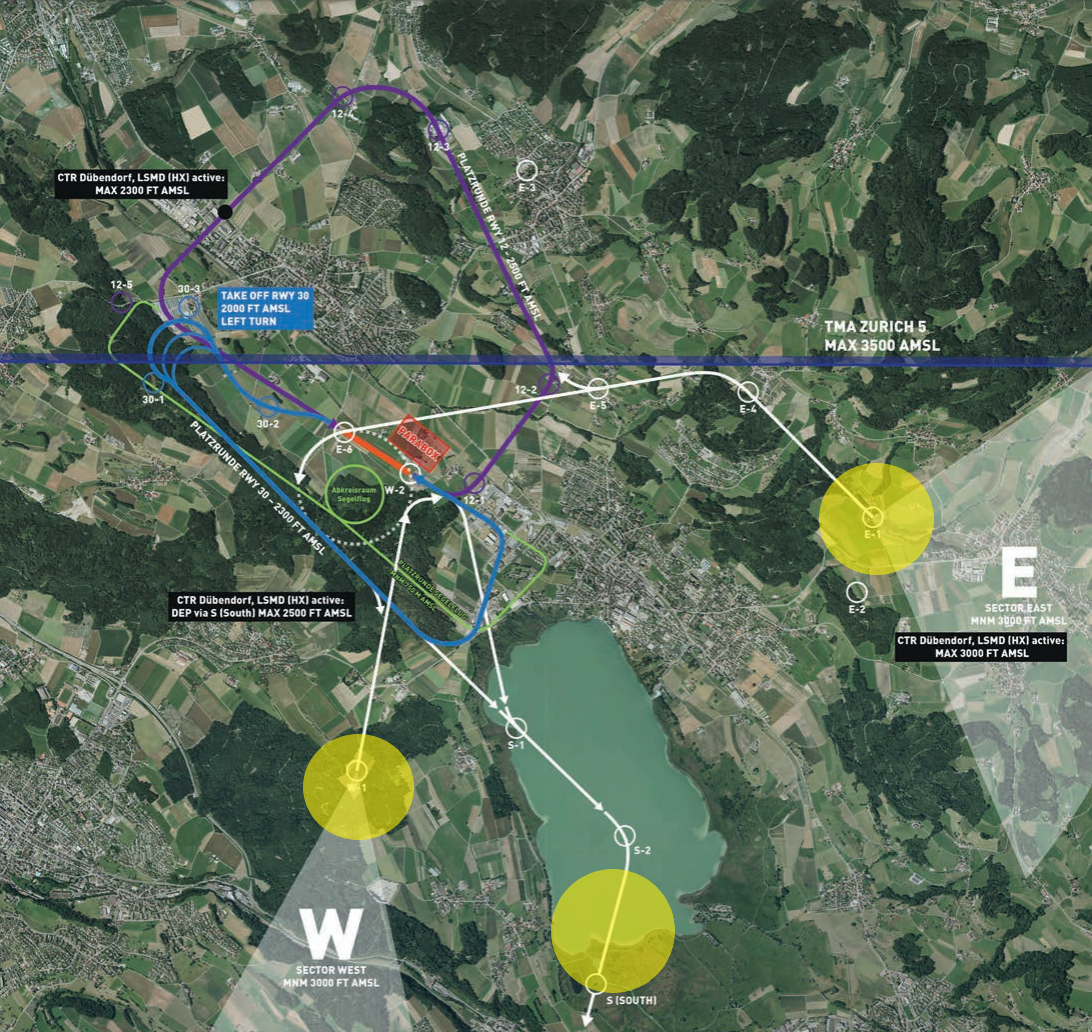 12-4
12-3
E-3
CTR Dübendorf, LSMD (HX) active:
MAX 2300 FT AMSL
PLATZRUNDE RWY 12 - 2500 FT AMSL
12-5
30-3
TAKE OFF RWY 30
2000 FT AMSL
LEFT TURN
TMA ZURICH 5
MAX 3500 AMSL
12-2
E-5
E-4
30-1
30-2
E-6
PARABOX
W-2
12-1
Abkreisraum
Segelflug
PLATZRUNDE RWY 30 - 2300 FT AMSL
E-1
E-2
E
SECTOR EAST
MNM 3000 FT AMSL
CTR Dübendorf, LSMD (HX) active:
MAX 3000 FT AMSL
CTR Dübendorf, LSMD (HX) active:
DEP via S (South) MAX 2500 FT AMSL
S-1
W-1
S-2
W
SECTOR WEST
MNM 3000 FT AMSL
S (SOUTH)